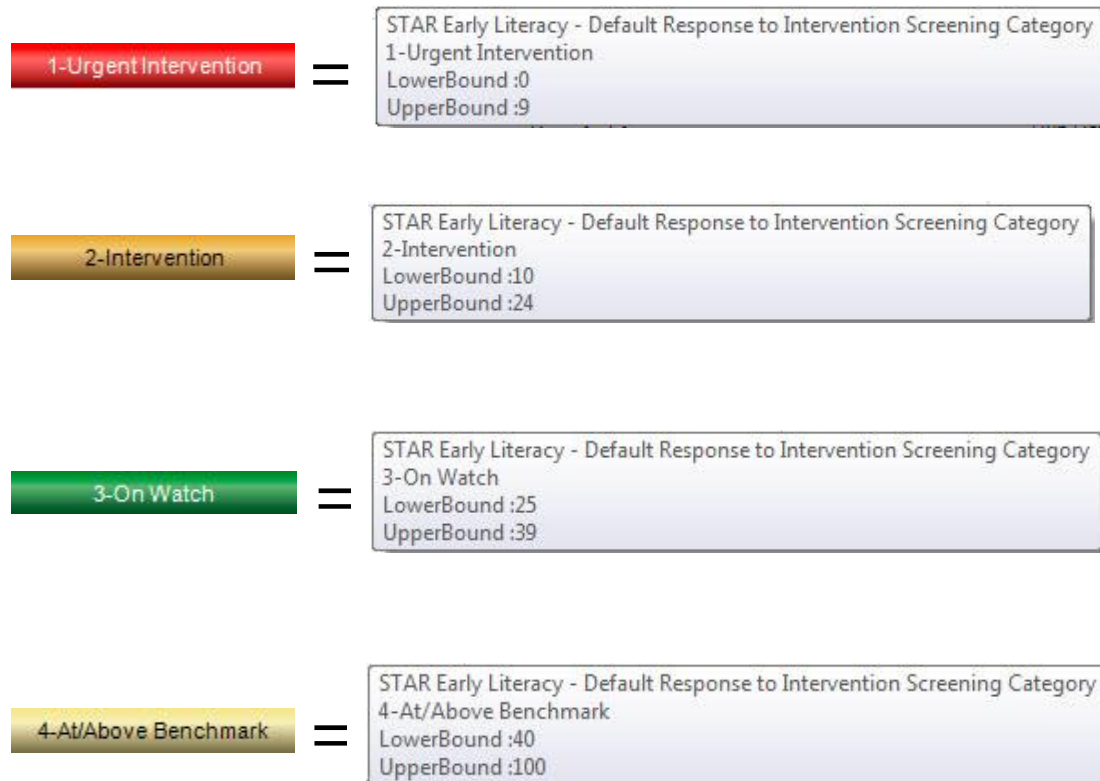 1-Urgent Intervention
=
STAR Early Literacy - Default Response to Intervention Screening Category
1-Urgent Intervention
LowerBound :0
UpperBound :9
2-Intervention
=
STAR Early Literacy - Default Response to Intervention Screening Category
2-Intervention
LowerBound :10
UpperBound :24
3-On Watch
=
STAR Early Literacy - Default Response to Intervention Screening Category
3-On Watch
LowerBound :25
UpperBound :39
4-At/Above Benchmark
=
STAR Early Literacy - Default Response to Intervention Screening Category
4-At/Above Benchmark
LowerBound :40
UpperBound :100